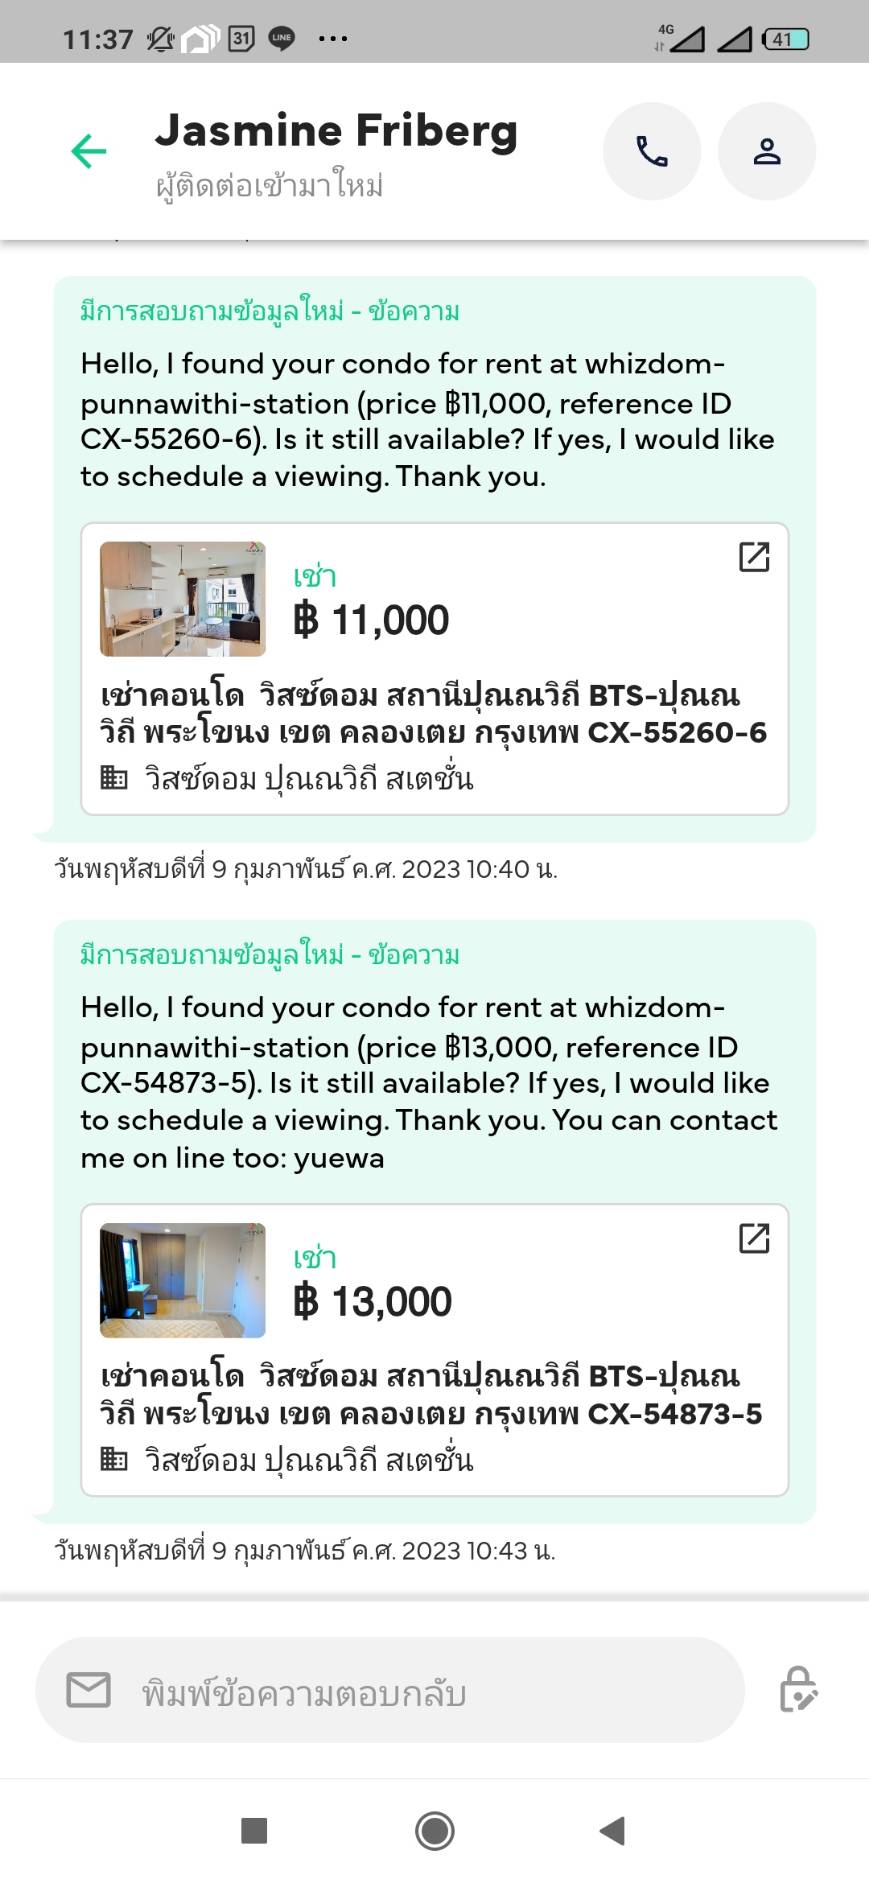 11:37 31 LINE ... 4G 41
Jasmine Friberg
ผู้ติดต่อเข้ามาใหม่
มีการสอบถามข้อมูลใหม่ - ข้อความ
Hello, I found your condo for rent at whizdom-
punnawithi-station (price ฿11,000, reference ID
CX-55260-6). Is it still available? If yes, I would like
to schedule a viewing. Thank you.
เช่า
฿ 11,000
เช่าคอนโด วิสซ์ดอม สถานีปุณณวิถี BTS-ปุณณ
วิถี พระโขนง เขต คลองเตย กรุงเทพ CX-55260-6
วิสซ์ดอม ปุณณวิถี สเตชั่น
วันพฤหัสบดีที่ 9 กุมภาพันธ์ ค.ศ. 2023 10:40 น.
มีการสอบถามข้อมูลใหม่ - ข้อความ
Hello, I found your condo for rent at whizdom-
punnawithi-station (price ฿13,000, reference ID
CX-54873-5). Is it still available? If yes, I would like
to schedule a viewing. Thank you. You can contact
me on line too: yuewa
เช่า
฿ 13,000
เช่าคอนโด วิสซ์ดอม สถานีปุณณวิถี BTS-ปุณณ
วิถี พระโขนง เขต คลองเตย กรุงเทพ CX-54873-5
วิสซ์ดอม ปุณณวิถี สเตชั่น
วันพฤหัสบดีที่ 9 กุมภาพันธ์ ค.ศ. 2023 10:43 น.
พิมพ์ข้อความตอบกลับ